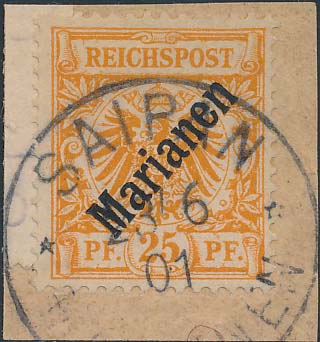 REICHSPOST
SAIPAN
Marianen
6
PF. 25 PF.
01